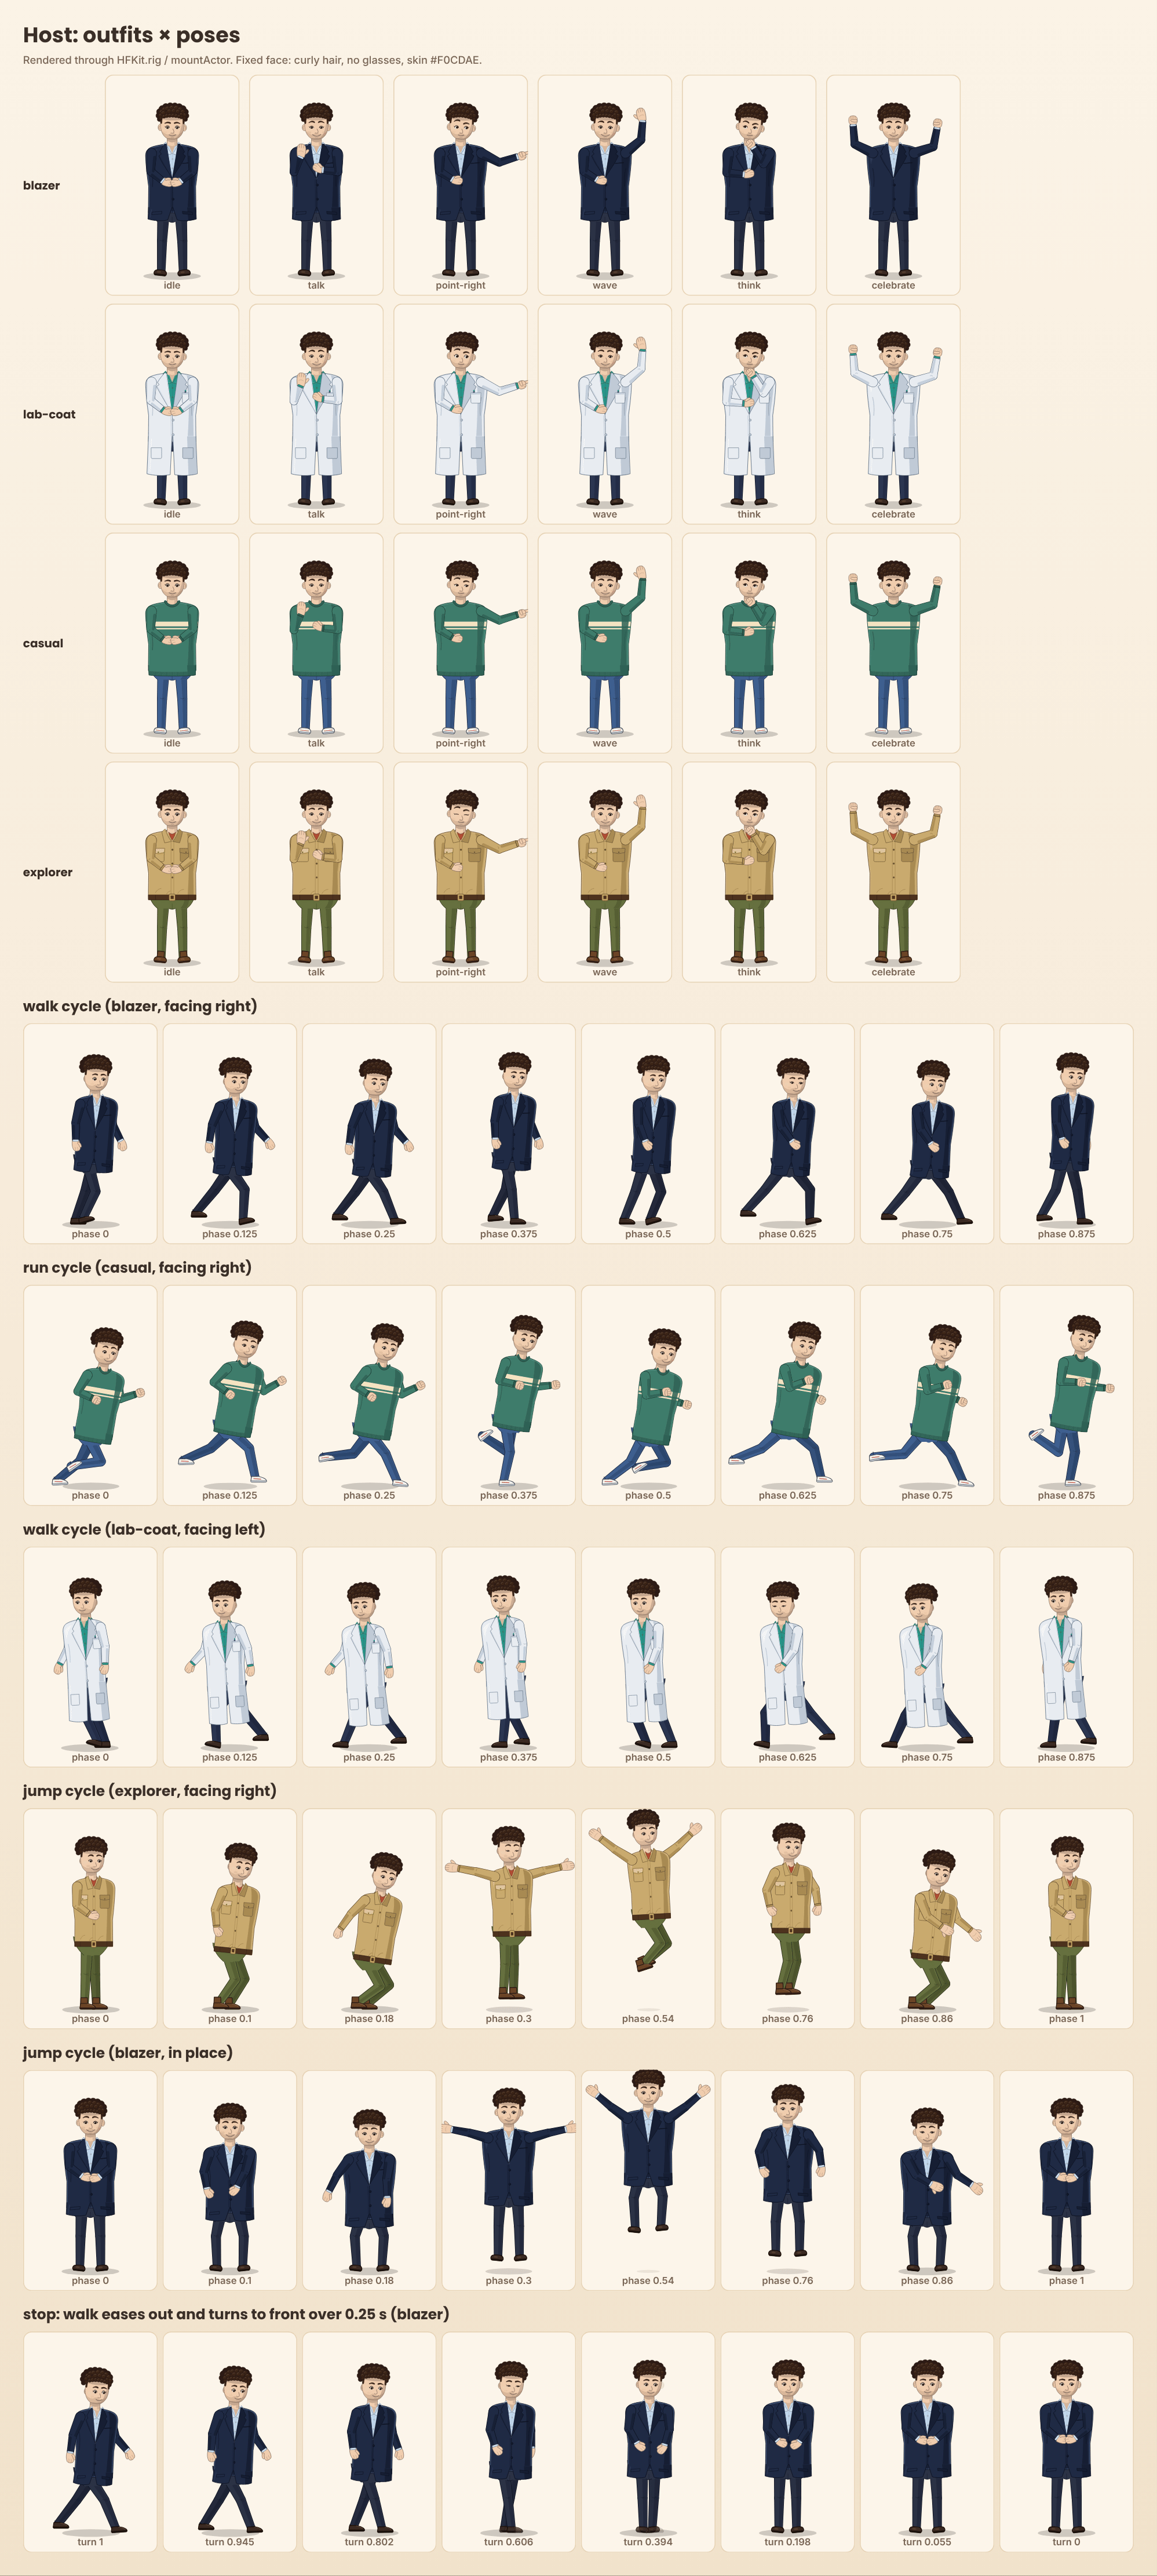 Host: outfits × poses
Rendered through HFKit.rig / mountActor. Fixed face: curly hair, no glasses, skin #F0CDAE.
blazer
idle talk point-right wave think celebrate
lab-coat
idle talk point-right wave think celebrate
casual
idle talk point-right wave think celebrate
explorer
idle talk point-right wave think celebrate
walk cycle (blazer, facing right)
phase 0 phase 0.125 phase 0.25 phase 0.375 phase 0.5 phase 0.625 phase 0.75 phase 0.875
run cycle (casual, facing right)
phase 0 phase 0.125 phase 0.25 phase 0.375 phase 0.5 phase 0.625 phase 0.75 phase 0.875
walk cycle (lab-coat, facing left)
phase 0 phase 0.125 phase 0.25 phase 0.375 phase 0.5 phase 0.625 phase 0.75 phase 0.875
jump cycle (explorer, facing right)
phase 0 phase 0.1 phase 0.18 phase 0.3 phase 0.54 phase 0.76 phase 0.86 phase 1
jump cycle (blazer, in place)
phase 0 phase 0.1 phase 0.18 phase 0.3 phase 0.54 phase 0.76 phase 0.86 phase 1
stop: walk eases out and turns to front over 0.25 s (blazer)
turn 1 turn 0.945 turn 0.802 turn 0.606 turn 0.394 turn 0.198 turn 0.055 turn 0